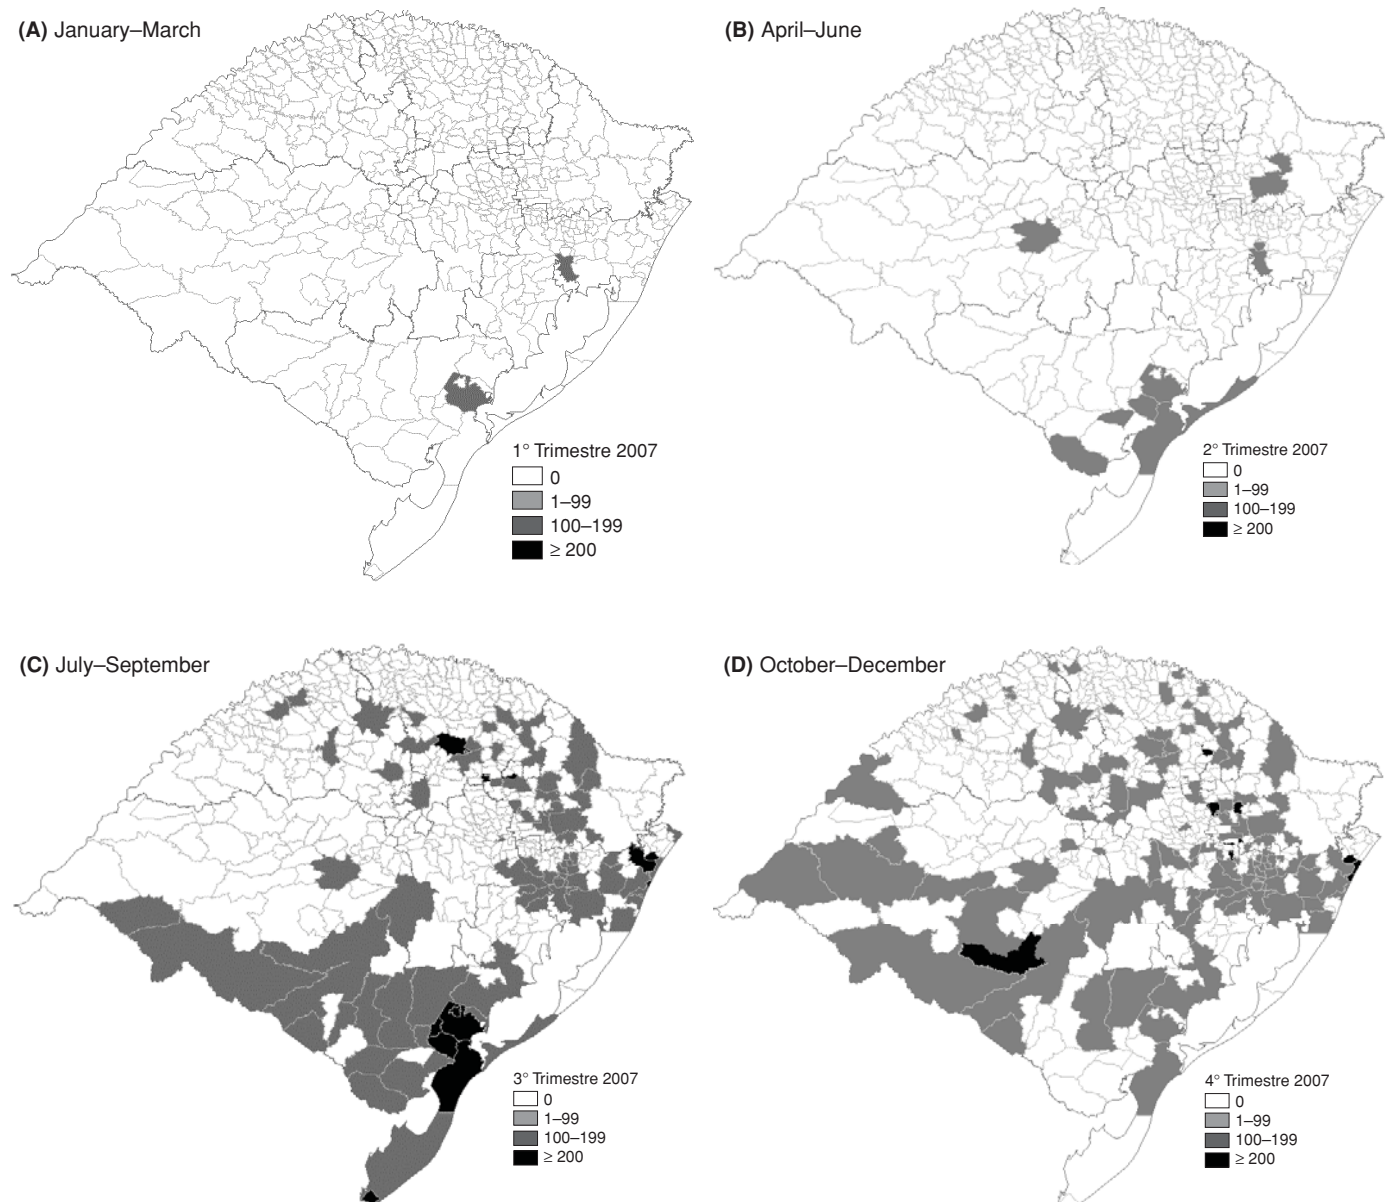 (A) January–March
1° Trimestre 2007
0
1–99
100–199
≥ 200
(B) April–June
2° Trimestre 2007
0
1–99
100–199
≥ 200
(C) July–September
3° Trimestre 2007
0
1–99
100–199
≥ 200
(D) October–December
4° Trimestre 2007
0
1–99
100–199
≥ 200